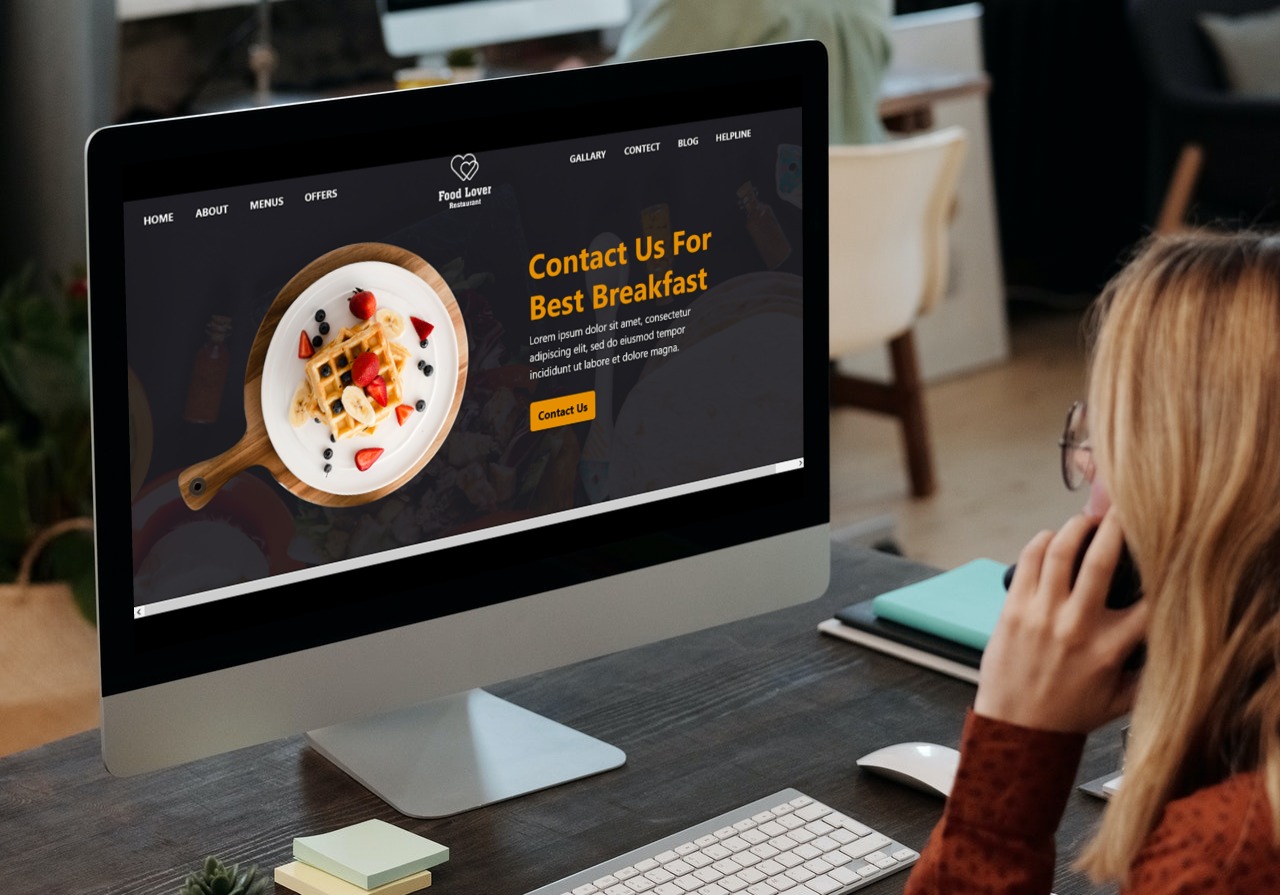 HOME ABOUT MENUS OFFERS
Food Lover
Restaurant
GALLARY CONTECT BLOG HELPLINE
Contact Us For
Best Breakfast
Lorem ipsum dolor sit amet, consectetur
adipiscing elit, sed do eiusmod tempor
incididunt ut labore et dolore magna.
Contact Us